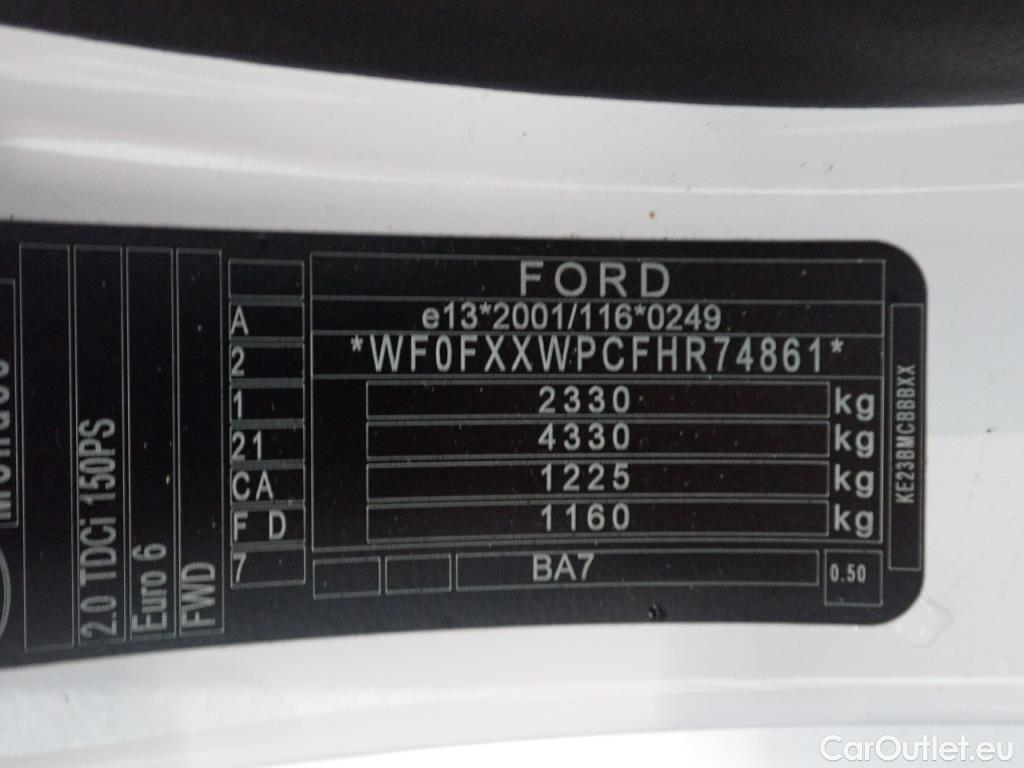 FORD
e13*2001/116*0249
*WF0FXXWPCFHR74861*
2330 kg
4330 kg
1225 kg
1160 kg
BA7
0.50
A
2
1
21
CA
F D
7
KE23BMCBBBXX
2.0 TDCi 150PS
Euro 6
FWD
CarOutlet.eu